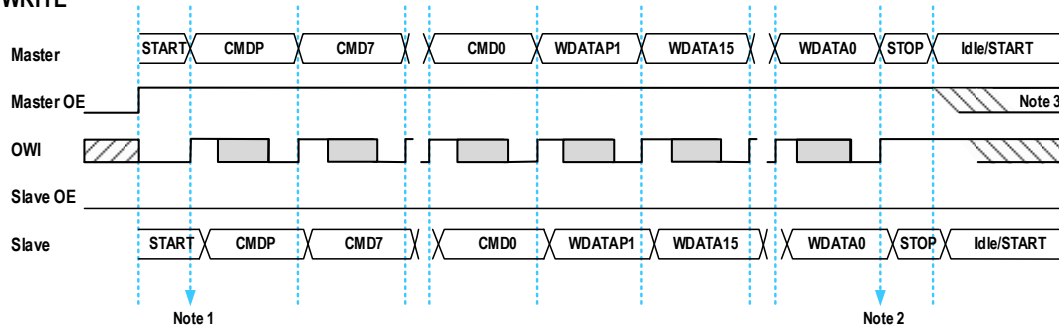 WRITE
Master START CMDP CMD7 CMD0 WDATAP1 WDATA15 WDATA0 STOP Idle/START
Master OE Note 3
OWI
Slave OE
Slave START CMDP CMD7 CMD0 WDATAP1 WDATA15 WDATA0 STOP Idle/START
Note 1 Note 2